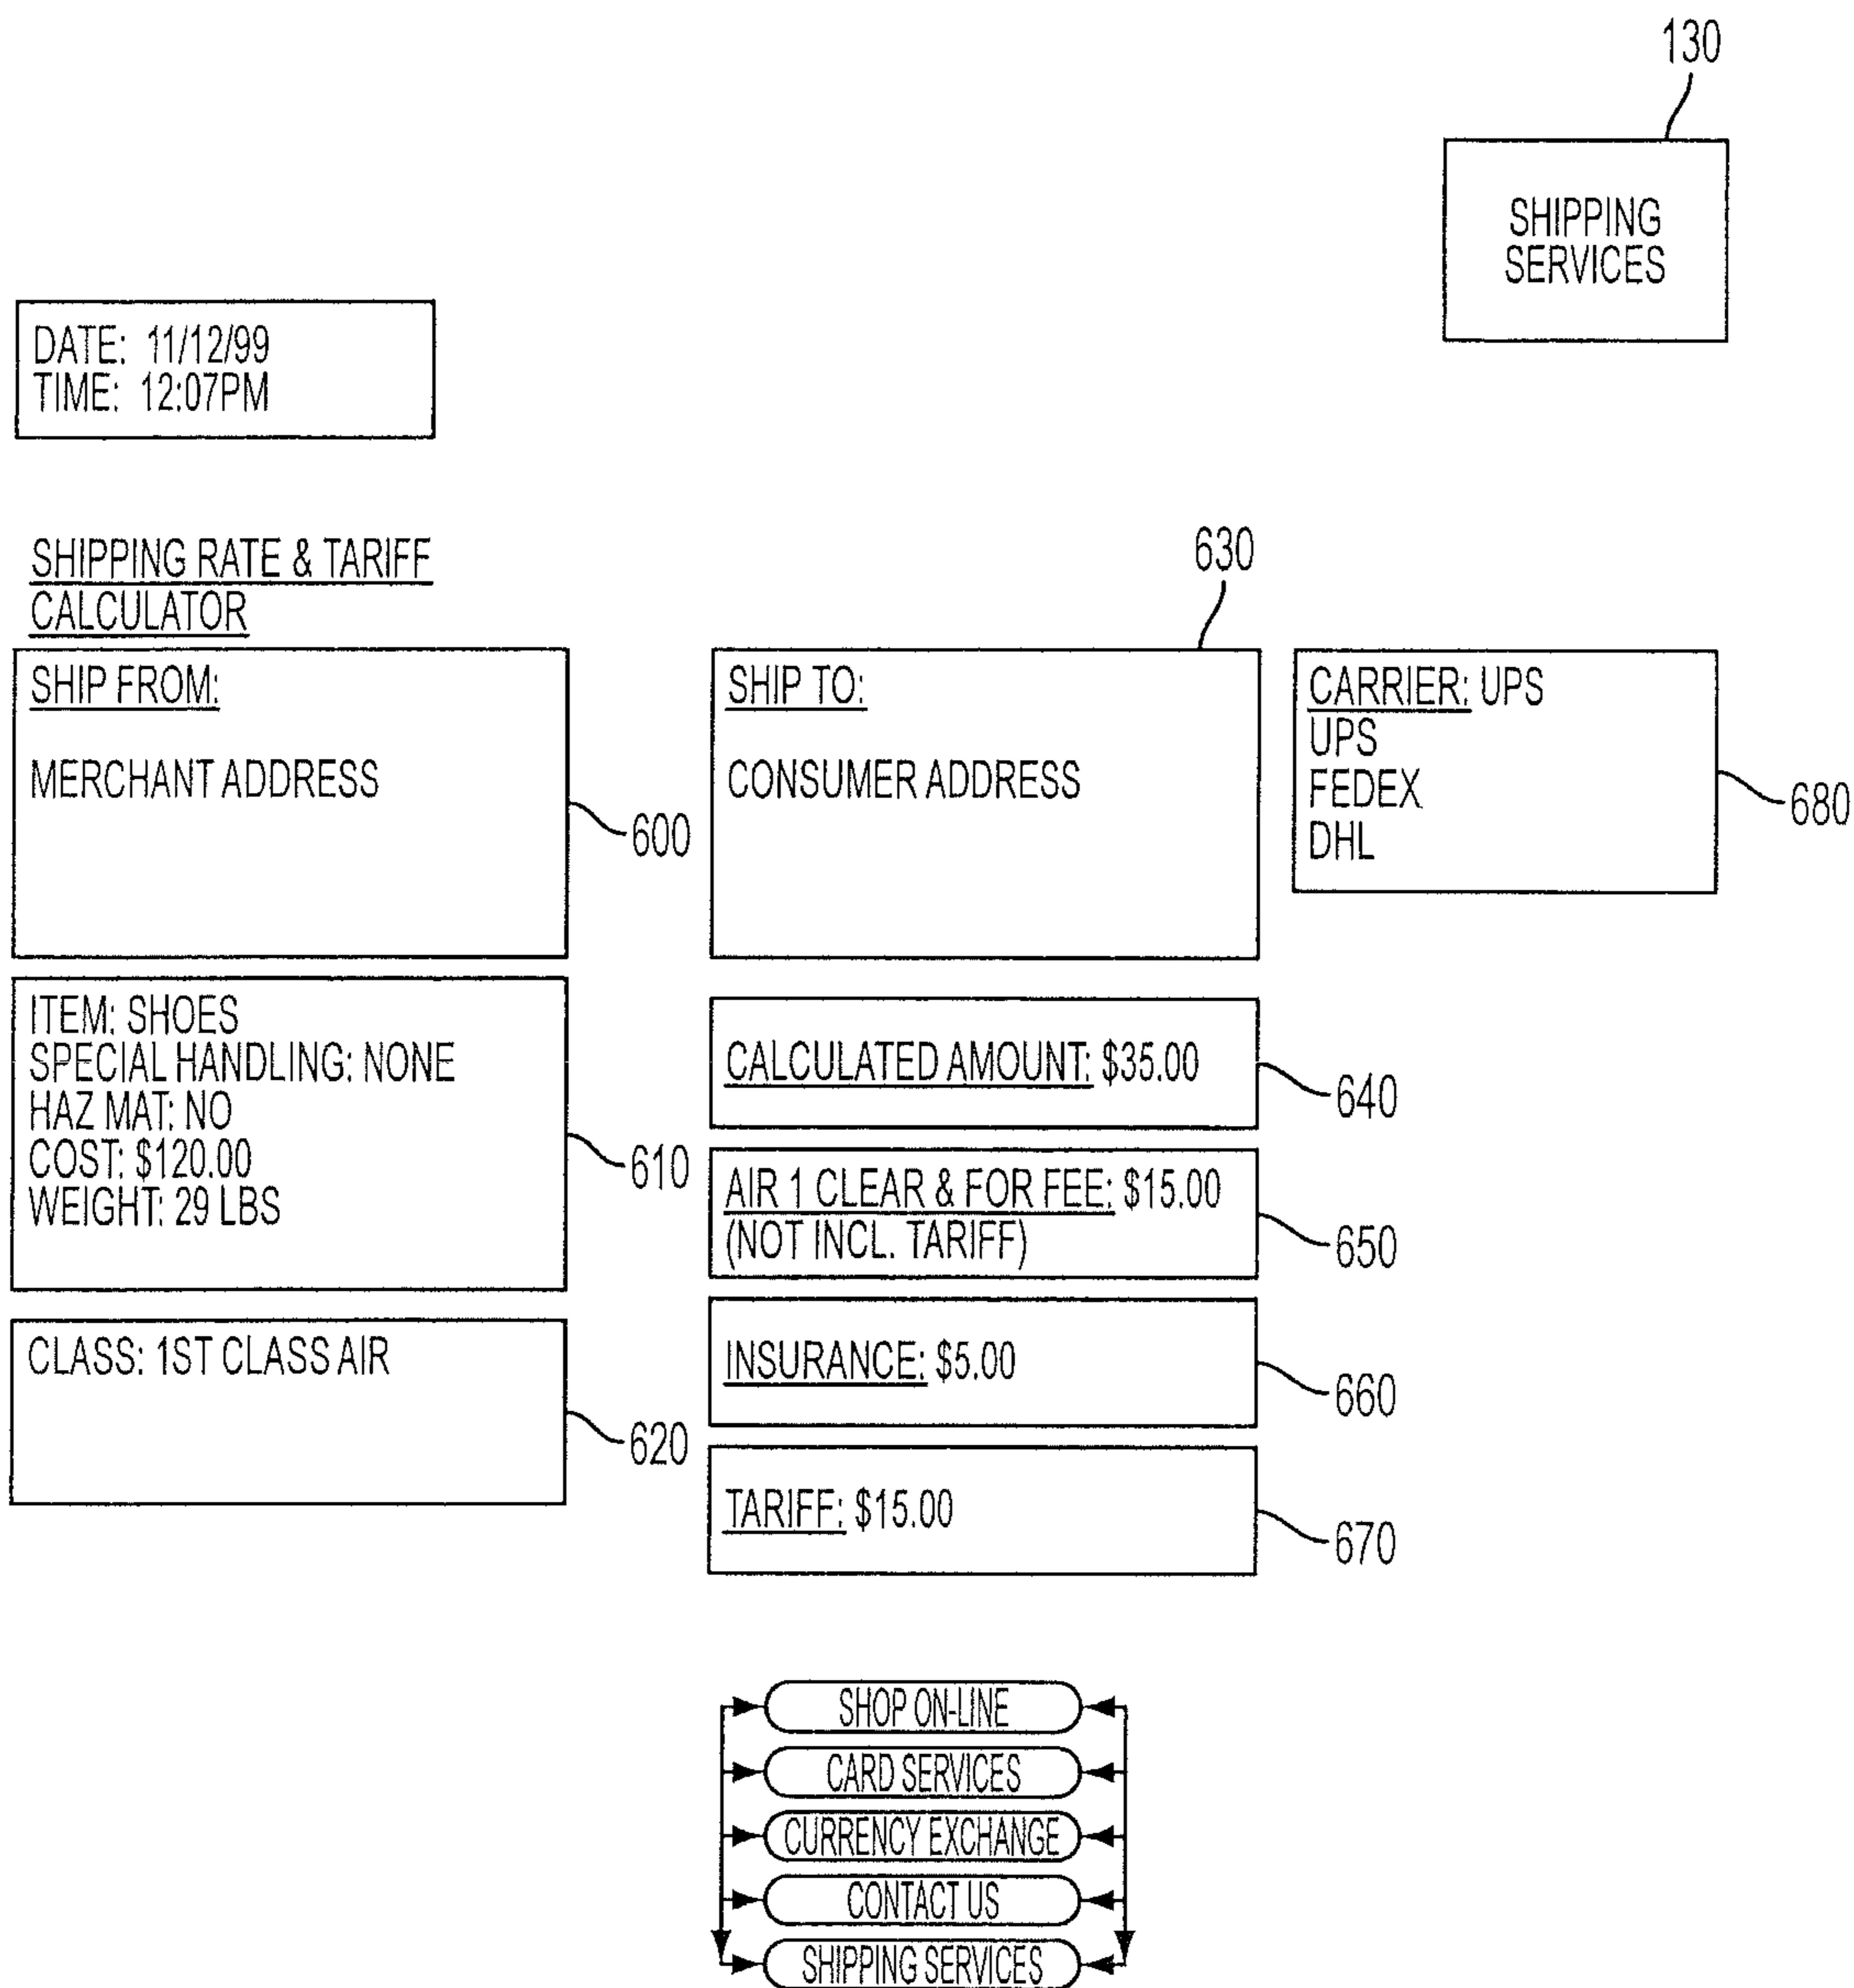 130
SHIPPING
SERVICES
DATE: 11/12/99
TIME: 12:07PM
SHIPPING RATE & TARIFF
CALCULATOR
SHIP FROM:
MERCHANT ADDRESS
600
630
SHIP TO:
CONSUMER ADDRESS
CARRIER: UPS
UPS
FEDEX
DHL
680
ITEM: SHOES
SPECIAL HANDLING: NONE
HAZ MAT: NO
COST: $120.00
WEIGHT: 29 LBS
610
CLASS: 1ST CLASS AIR
620
CALCULATED AMOUNT: $35.00
640
AIR 1 CLEAR & FOR FEE: $15.00
(NOT INCL. TARIFF)
650
INSURANCE: $5.00
660
TARIFF: $15.00
670
SHOP ON-LINE
CARD SERVICES
CURRENCY EXCHANGE
CONTACT US
SHIPPING SERVICES